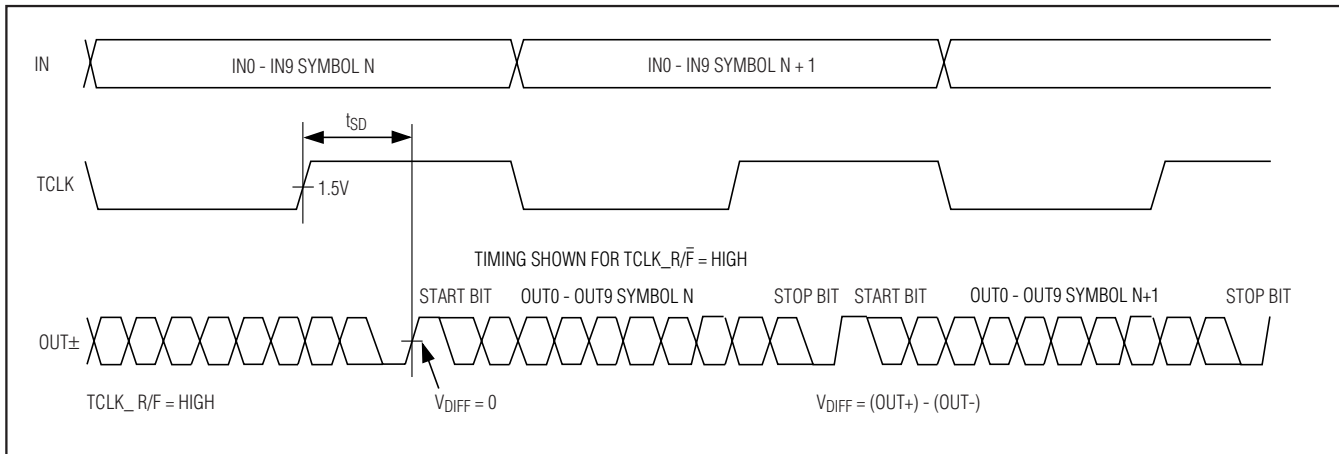 IN
IN0 - IN9 SYMBOL N
IN0 - IN9 SYMBOL N + 1
tSD
TCLK
1.5V
TIMING SHOWN FOR TCLK_R/F̅ = HIGH
START BIT
OUT0 - OUT9 SYMBOL N
STOP BIT
START BIT
OUT0 - OUT9 SYMBOL N+1
STOP BIT
OUT±
TCLK_ R/F = HIGH
VDIFF = 0
VDIFF = (OUT+) - (OUT-)